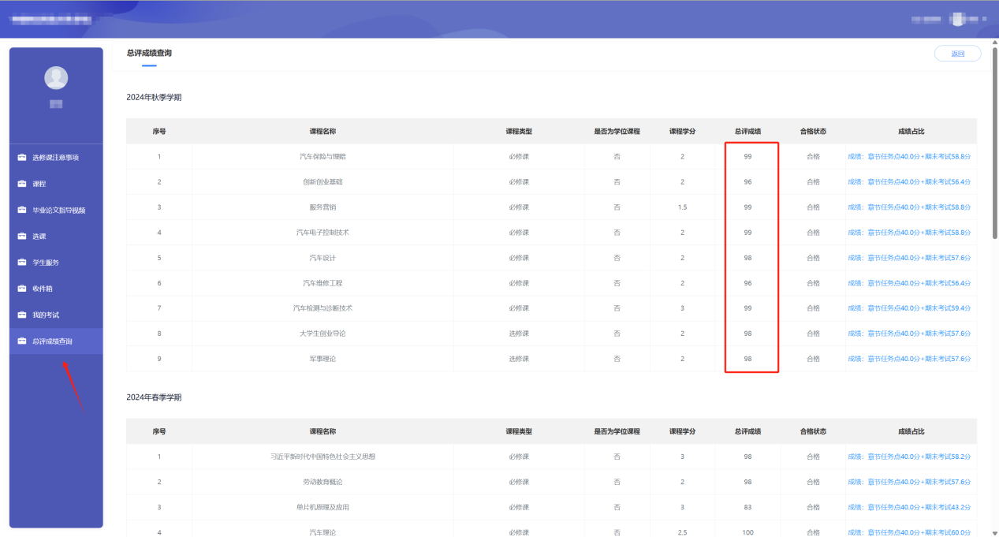 总评成绩查询
返回
选修课注意事项
课程
毕业论文指导视频
选课
学生服务
收件箱
我的考试
总评成绩查询
2024年秋季学期
序号 课程名称 课程类型 是否为学位课程 课程学分 总评成绩 合格状态 成绩占比
1 汽车保险与理赔 必修课 否 2 99 合格 成绩：章节任务点40.0分+期末考试58.8分
2 创新创业基础 必修课 否 2 96 合格 成绩：章节任务点40.0分+期末考试56.4分
3 服务营销 必修课 否 1.5 99 合格 成绩：章节任务点40.0分+期末考试58.8分
4 汽车电子控制技术 必修课 否 2 99 合格 成绩：章节任务点40.0分+期末考试58.8分
5 汽车设计 必修课 否 2 98 合格 成绩：章节任务点40.0分+期末考试57.6分
6 汽车维修工程 必修课 否 2 96 合格 成绩：章节任务点40.0分+期末考试56.4分
7 汽车检测与诊断技术 必修课 否 3 99 合格 成绩：章节任务点40.0分+期末考试59.4分
8 大学生创业导论 选修课 否 2 98 合格 成绩：章节任务点40.0分+期末考试57.6分
9 军事理论 选修课 否 2 98 合格 成绩：章节任务点40.0分+期末考试57.6分
2024年春季学期
序号 课程名称 课程类型 是否为学位课程 课程学分 总评成绩 合格状态 成绩占比
1 习近平新时代中国特色社会主义思想 必修课 否 3 98 合格 成绩：章节任务点40.0分+期末考试58.2分
2 劳动教育概论 必修课 否 2 98 合格 成绩：章节任务点40.0分+期末考试57.6分
3 单片机原理及应用 必修课 否 3 83 合格 成绩：章节任务点40.0分+期末考试43.2分
4 汽车理论 必修课 否 2.5 100 合格 成绩：章节任务点40.0分+期末考试60.0分